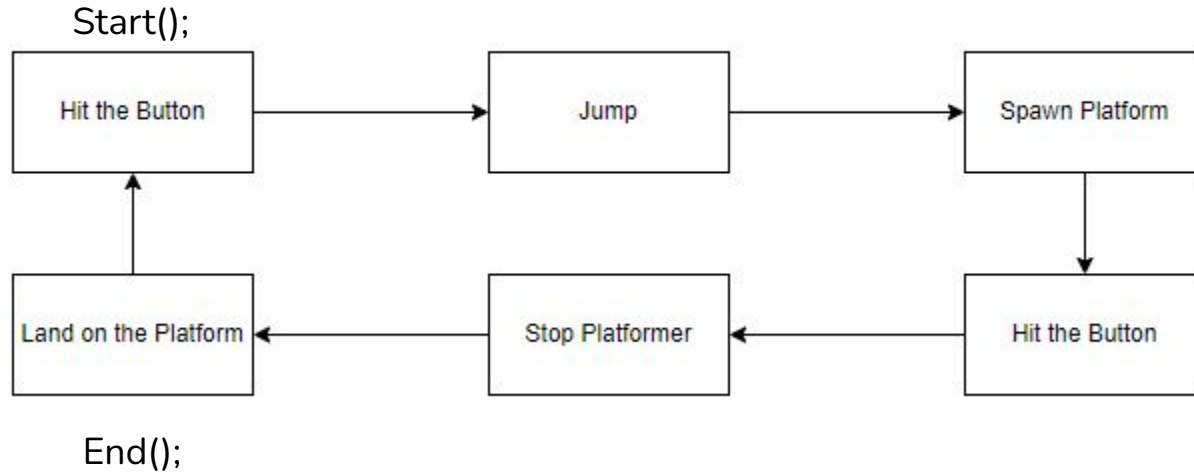 Start();
Hit the Button
Jump
Spawn Platform
Land on the Platform
Stop Platformer
Hit the Button
End();